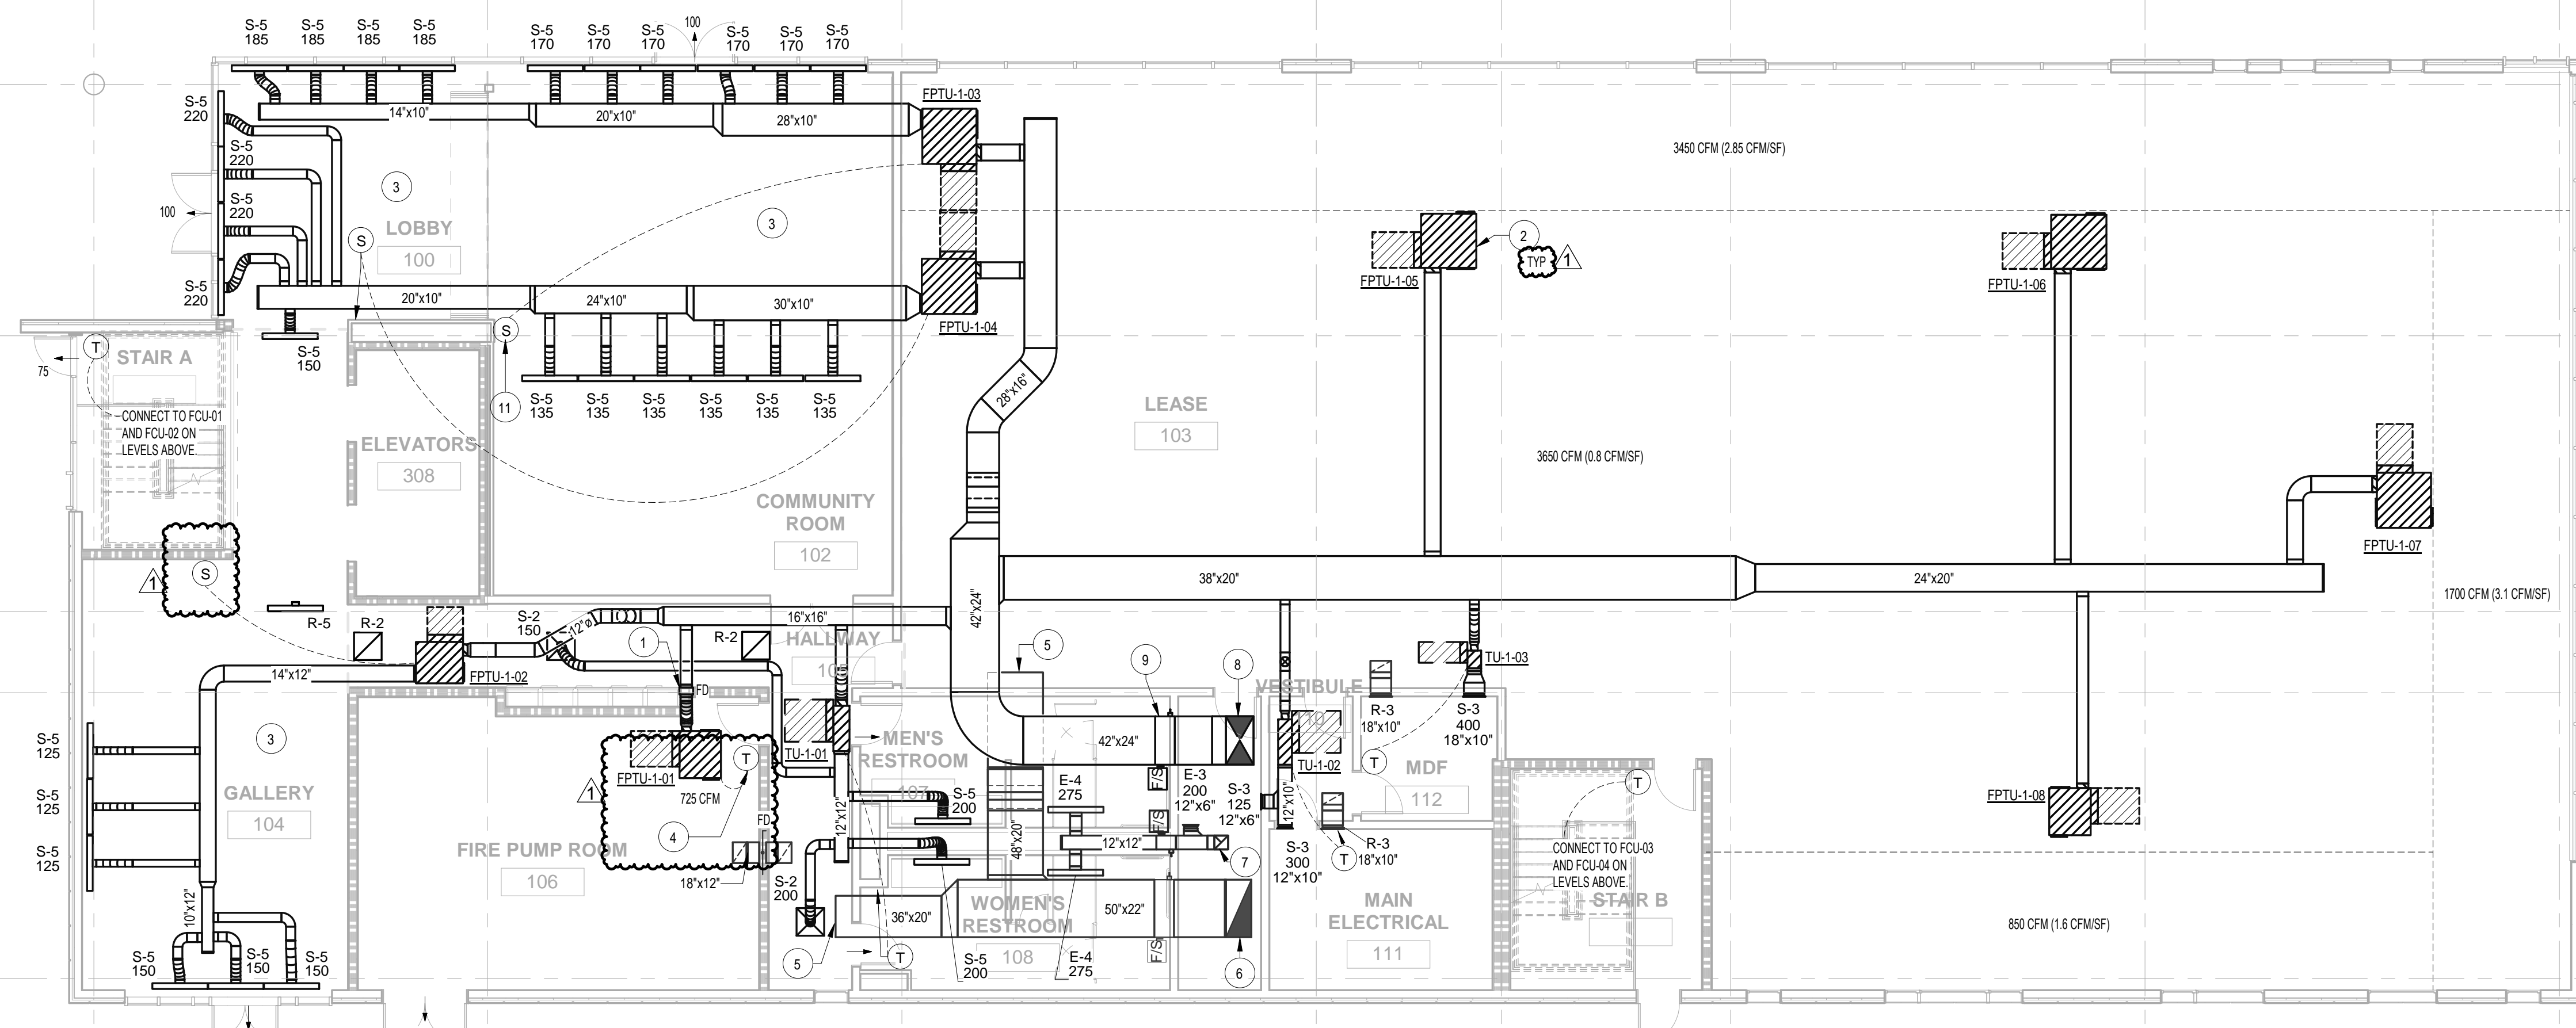 S-5
185
S-5
185
S-5
185
S-5
185
S-5
170
S-5
170
S-5
170
100
S-5
170
S-5
170
S-5
170
14"x10"
20"x10"
28"x10"
FPTU-1-03
S-5
220
S-5
220
S-5
220
S-5
220
100
3
3
LOBBY
100
S
3450 CFM (2.85 CFM/SF)
2
TYP
1
FPTU-1-05
FPTU-1-06
20"x10"
24"x10"
30"x10"
FPTU-1-04
S
S-5
150
11
T
STAIR A
75
CONNECT TO FCU-01
AND FCU-02 ON
LEVELS ABOVE.
S-5
135
S-5
135
S-5
135
S-5
135
S-5
135
S-5
135
28"x16"
ELEVATORS
308
LEASE
103
3650 CFM (0.8 CFM/SF)
COMMUNITY
ROOM
102
FPTU-1-07
S
1
38"x20"
24"x20"
1700 CFM (3.1 CFM/SF)
42"x24"
R-5
R-2
S-2
150
12"ø
1
16"x16"
R-2
HALLWAY
105
5
9
8
VESTIBULE
110
TU-1-03
14"x12"
FPTU-1-02
FD
R-3
18"x10"
S-3
400
18"x10"
3
S-5
125
S-5
125
S-5
125
GALLERY
104
TU-1-01
MEN'S
RESTROOM
107
42"x24"
FPTU-1-01
T
725 CFM
1
4
FD
18"x12"
FIRE PUMP ROOM
106
S-5
200
12"x12"
E-4
275
F/S
F/S
E-3
200
12"x6"
S-3
125
12"x6"
TU-1-02
12"x10"
T
MDF
112
T
FPTU-1-08
48"x20"
12"x12"
7
S-3
300
12"x10"
T
R-3
18"x10"
CONNECT TO FCU-03
AND FCU-04 ON
LEVELS ABOVE.
STAIR B
S-2
200
10"x12"
36"x20"
WOMEN'S
RESTROOM
108
50"x22"
MAIN
ELECTRICAL
111
850 CFM (1.6 CFM/SF)
S-5
150
S-5
150
S-5
150
5
T
S-5
200
E-4
275
F/S
6